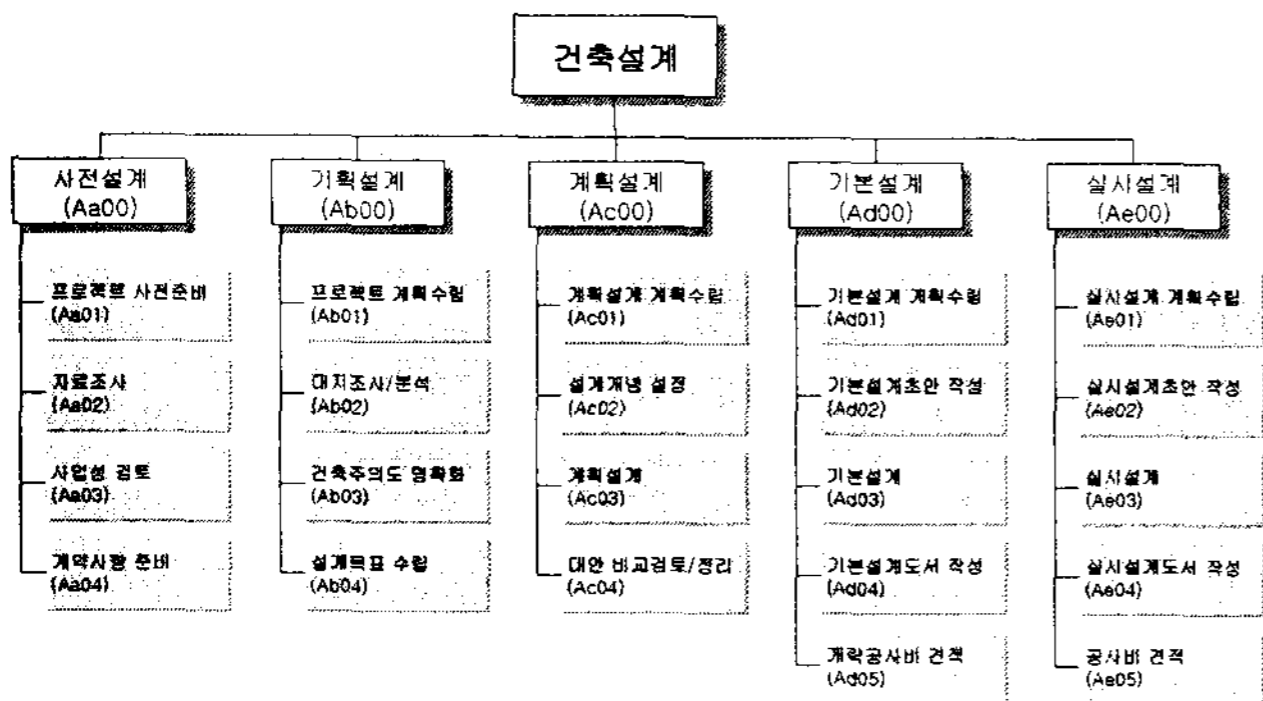 건축설계
사전설계
(Aa00)
기획설계
(Ab00)
계획설계
(Ac00)
기본설계
(Ad00)
실시설계
(Ae00)
프로젝트 사전준비
(Aa01)
자료조사
(Aa02)
사업성 검토
(Aa03)
계약사항 준비
(Aa04)
프로젝트 계획수립
(Ab01)
대지조사/분석
(Ab02)
건축주의도 명확화
(Ab03)
설계목표 수립
(Ab04)
계획설계 계획수립
(Ac01)
설계개념 설정
(Ac02)
계획설계
(Ac03)
대안 비교검토/정리
(Ac04)
기본설계 계획수립
(Ad01)
기본설계초안 작성
(Ad02)
기본설계
(Ad03)
기본설계도서 작성
(Ad04)
개략공사비 견적
(Ad05)
실시설계 계획수립
(Ae01)
실시설계초안 작성
(Ae02)
실시설계
(Ae03)
실시설계도서 작성
(Ae04)
공사비 견적
(Ae05)